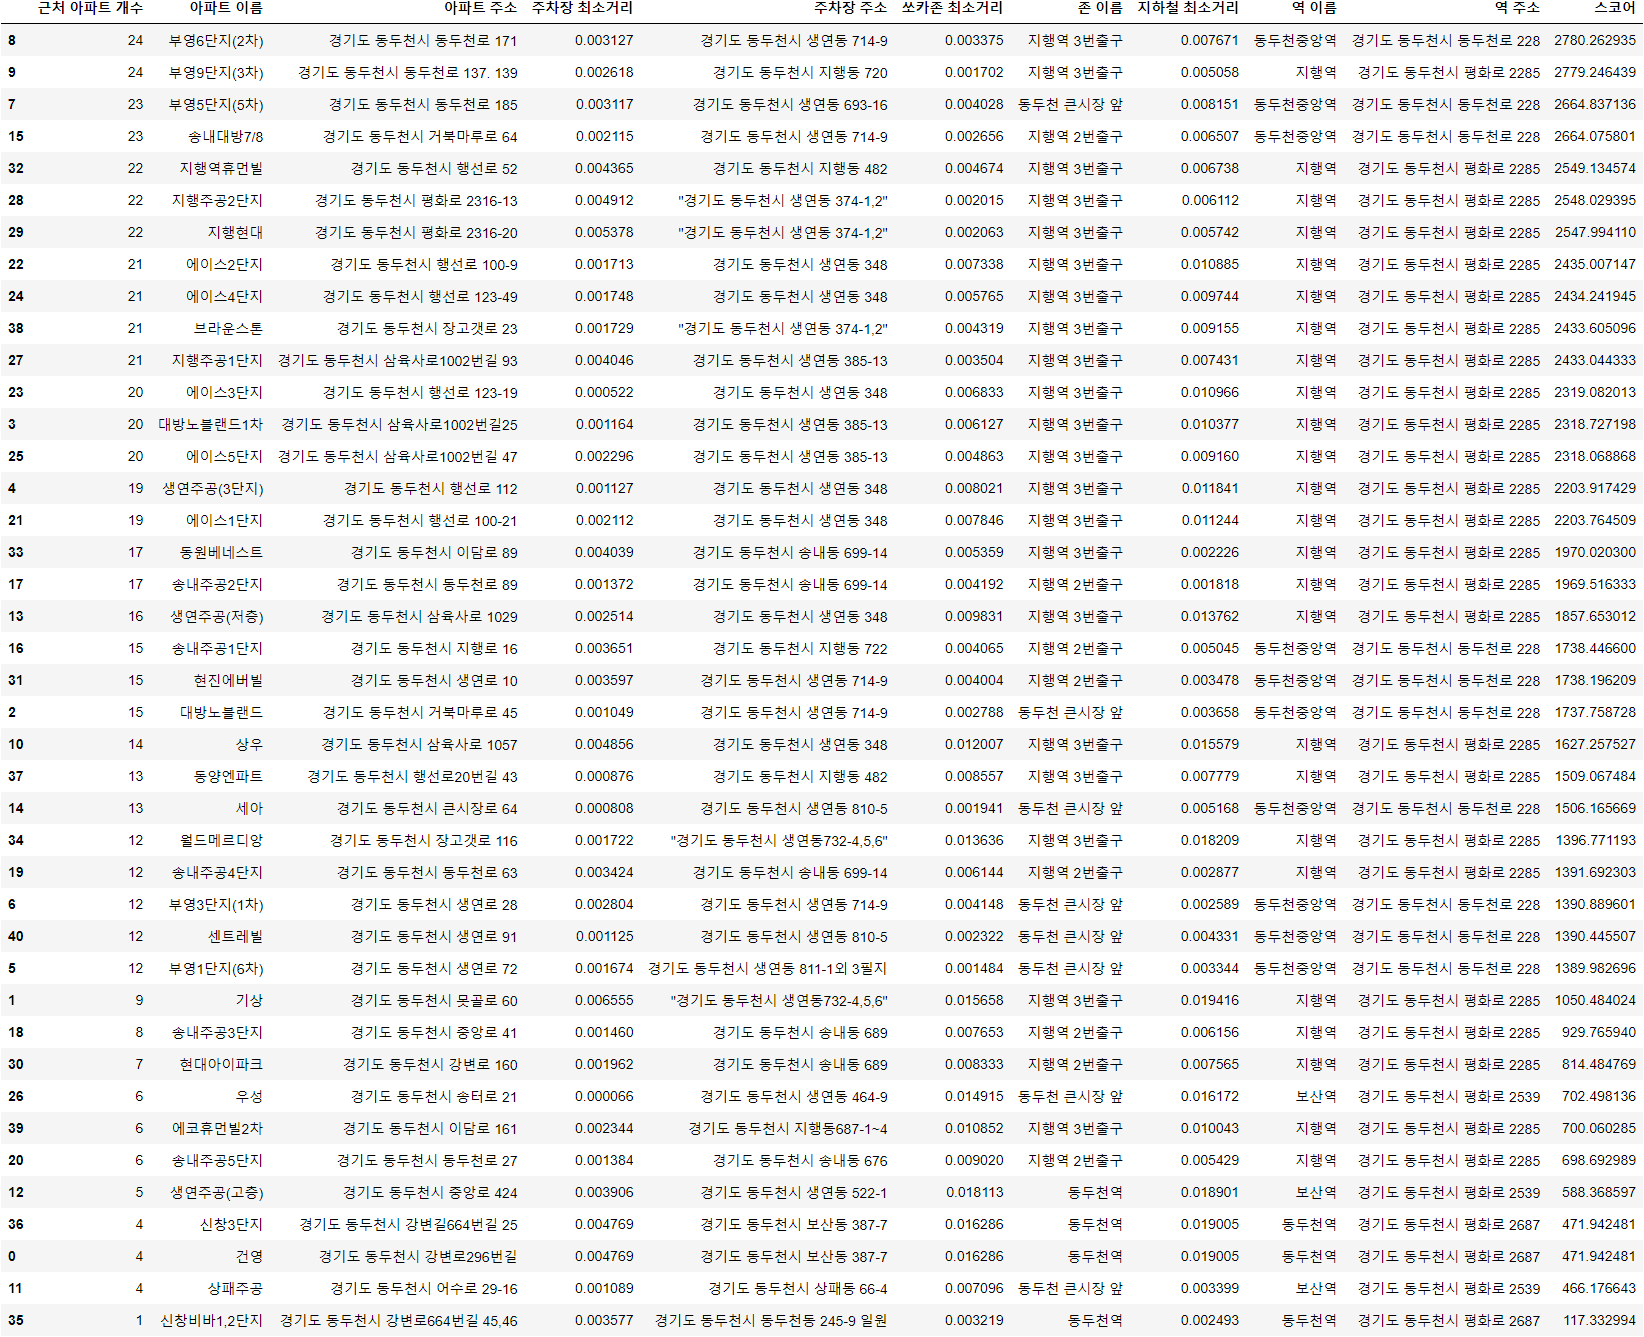 근처 아파트 개수 아파트 이름 아파트 주소 주차장 최소거리 주차장 주소 쏘카존 최소거리 존 이름 지하철 최소거리 역 이름 역 주소 스코어
8 24 부영6단지(2차) 경기도 동두천시 동두천로 171 0.003127 경기도 동두천시 생연동 714-9 0.003375 지행역 3번출구 0.007671 동두천중앙역 경기도 동두천시 동두천로 228 2780.262935
9 24 부영9단지(3차) 경기도 동두천시 동두천로 137. 139 0.002618 경기도 동두천시 지행동 720 0.001702 지행역 3번출구 0.005058 지행역 경기도 동두천시 평화로 2285 2779.246439
7 23 부영5단지(5차) 경기도 동두천시 동두천로 185 0.003117 경기도 동두천시 생연동 693-16 0.004028 동두천 큰시장 앞 0.008151 동두천중앙역 경기도 동두천시 동두천로 228 2664.837136
15 23 송내대방7/8 경기도 동두천시 거북마루로 64 0.002115 경기도 동두천시 생연동 714-9 0.002656 지행역 2번출구 0.006507 동두천중앙역 경기도 동두천시 동두천로 228 2664.075801
32 22 지행역휴먼빌 경기도 동두천시 행선로 52 0.004365 경기도 동두천시 지행동 482 0.004674 지행역 3번출구 0.006738 지행역 경기도 동두천시 평화로 2285 2549.134574
28 22 지행주공2단지 경기도 동두천시 평화로 2316-13 0.004912 "경기도 동두천시 생연동 374-1,2" 0.002015 지행역 3번출구 0.006112 지행역 경기도 동두천시 평화로 2285 2548.029395
29 22 지행현대 경기도 동두천시 평화로 2316-20 0.005378 "경기도 동두천시 생연동 374-1,2" 0.002063 지행역 3번출구 0.005742 지행역 경기도 동두천시 평화로 2285 2547.994110
22 21 에이스2단지 경기도 동두천시 행선로 100-9 0.001713 경기도 동두천시 생연동 348 0.007338 지행역 3번출구 0.010885 지행역 경기도 동두천시 평화로 2285 2435.007147
24 21 에이스4단지 경기도 동두천시 행선로 123-49 0.001748 경기도 동두천시 생연동 348 0.005765 지행역 3번출구 0.009744 지행역 경기도 동두천시 평화로 2285 2434.241945
38 21 브라운스톤 경기도 동두천시 장고갯로 23 0.001729 "경기도 동두천시 생연동 374-1,2" 0.004319 지행역 3번출구 0.009155 지행역 경기도 동두천시 평화로 2285 2433.605096
27 21 지행주공1단지 경기도 동두천시 삼육사로1002번길 93 0.004046 경기도 동두천시 생연동 385-13 0.003504 지행역 3번출구 0.007431 지행역 경기도 동두천시 평화로 2285 2433.044333
23 20 에이스3단지 경기도 동두천시 행선로 123-19 0.000522 경기도 동두천시 생연동 348 0.006833 지행역 3번출구 0.010966 지행역 경기도 동두천시 평화로 2285 2319.082013
3 20 대방노블랜드1차 경기도 동두천시 삼육사로1002번길25 0.001164 경기도 동두천시 생연동 385-13 0.006127 지행역 3번출구 0.010377 지행역 경기도 동두천시 평화로 2285 2318.727198
25 20 에이스5단지 경기도 동두천시 삼육사로1002번길 47 0.002296 경기도 동두천시 생연동 385-13 0.004863 지행역 3번출구 0.009160 지행역 경기도 동두천시 평화로 2285 2318.068868
4 19 생연주공(3단지) 경기도 동두천시 행선로 112 0.001127 경기도 동두천시 생연동 348 0.008021 지행역 3번출구 0.011841 지행역 경기도 동두천시 평화로 2285 2203.917429
21 19 에이스1단지 경기도 동두천시 행선로 100-21 0.002112 경기도 동두천시 생연동 348 0.007846 지행역 3번출구 0.011244 지행역 경기도 동두천시 평화로 2285 2203.764509
33 17 동원베네스트 경기도 동두천시 이담로 89 0.004039 경기도 동두천시 송내동 699-14 0.005359 지행역 3번출구 0.002226 지행역 경기도 동두천시 평화로 2285 1970.020300
17 17 송내주공2단지 경기도 동두천시 동두천로 89 0.001372 경기도 동두천시 송내동 699-14 0.004192 지행역 2번출구 0.001818 지행역 경기도 동두천시 평화로 2285 1969.516333
13 16 생연주공(저층) 경기도 동두천시 삼육사로 1029 0.002514 경기도 동두천시 생연동 348 0.009831 지행역 3번출구 0.013762 지행역 경기도 동두천시 평화로 2285 1857.653012
16 15 송내주공1단지 경기도 동두천시 지행로 16 0.003651 경기도 동두천시 지행동 722 0.004065 지행역 2번출구 0.005045 동두천중앙역 경기도 동두천시 동두천로 228 1738.446600
31 15 현진에버빌 경기도 동두천시 생연로 10 0.003597 경기도 동두천시 생연동 714-9 0.004004 지행역 2번출구 0.003478 동두천중앙역 경기도 동두천시 동두천로 228 1738.196209
2 15 대방노블랜드 경기도 동두천시 거북마루로 45 0.001049 경기도 동두천시 생연동 714-9 0.002788 동두천 큰시장 앞 0.003658 동두천중앙역 경기도 동두천시 동두천로 228 1737.758728
10 14 상우 경기도 동두천시 삼육사로 1057 0.004856 경기도 동두천시 생연동 348 0.012007 지행역 3번출구 0.015579 지행역 경기도 동두천시 평화로 2285 1627.257527
37 13 동양엔파트 경기도 동두천시 행선로20번길 43 0.000876 경기도 동두천시 지행동 482 0.008557 지행역 3번출구 0.007779 지행역 경기도 동두천시 평화로 2285 1509.067484
14 13 세아 경기도 동두천시 큰시장로 64 0.000808 경기도 동두천시 생연동 810-5 0.001941 동두천 큰시장 앞 0.005168 동두천중앙역 경기도 동두천시 동두천로 228 1506.165669
34 12 월드메르디앙 경기도 동두천시 장고갯로 116 0.001722 "경기도 동두천시 생연동732-4,5,6" 0.013636 지행역 3번출구 0.018209 지행역 경기도 동두천시 평화로 2285 1396.771193
19 12 송내주공4단지 경기도 동두천시 동두천로 63 0.003424 경기도 동두천시 송내동 699-14 0.006144 지행역 2번출구 0.002877 지행역 경기도 동두천시 평화로 2285 1391.692303
6 12 부영3단지(1차) 경기도 동두천시 생연로 28 0.002804 경기도 동두천시 생연동 714-9 0.004148 동두천 큰시장 앞 0.002589 동두천중앙역 경기도 동두천시 동두천로 228 1390.889601
40 12 센트레빌 경기도 동두천시 생연로 91 0.001125 경기도 동두천시 생연동 810-5 0.002322 동두천 큰시장 앞 0.004331 동두천중앙역 경기도 동두천시 동두천로 228 1390.445507
5 12 부영1단지(6차) 경기도 동두천시 생연로 72 0.001674 경기도 동두천시 생연동 811-1외 3필지 0.001484 동두천 큰시장 앞 0.003344 동두천중앙역 경기도 동두천시 동두천로 228 1389.982696
1 9 기상 경기도 동두천시 못골로 60 0.006555 "경기도 동두천시 생연동732-4,5,6" 0.015658 지행역 3번출구 0.019416 지행역 경기도 동두천시 평화로 2285 1050.484024
18 8 송내주공3단지 경기도 동두천시 중앙로 41 0.001460 경기도 동두천시 송내동 689 0.007653 지행역 2번출구 0.006156 지행역 경기도 동두천시 평화로 2285 929.765940
30 7 현대아이파크 경기도 동두천시 강변로 160 0.001962 경기도 동두천시 송내동 689 0.008333 지행역 2번출구 0.007565 지행역 경기도 동두천시 평화로 2285 814.484769
26 6 우성 경기도 동두천시 송터로 21 0.000066 경기도 동두천시 생연동 464-9 0.014915 동두천 큰시장 앞 0.016172 보산역 경기도 동두천시 평화로 2539 702.498136
39 6 에코휴먼빌2차 경기도 동두천시 이담로 161 0.002344 경기도 동두천시 지행동687-1~4 0.010852 지행역 3번출구 0.010043 지행역 경기도 동두천시 평화로 2285 700.060285
20 6 송내주공5단지 경기도 동두천시 동두천로 27 0.001384 경기도 동두천시 송내동 676 0.009020 지행역 2번출구 0.005429 지행역 경기도 동두천시 평화로 2285 698.692989
12 5 생연주공(고층) 경기도 동두천시 중앙로 424 0.003906 경기도 동두천시 생연동 522-1 0.018113 동두천역 0.018901 보산역 경기도 동두천시 평화로 2539 588.368597
36 4 신창3단지 경기도 동두천시 강변길664번길 25 0.004769 경기도 동두천시 보산동 387-7 0.016286 동두천역 0.019005 동두천역 경기도 동두천시 평화로 2687 471.942481
0 4 건영 경기도 동두천시 강변로296번길 0.004769 경기도 동두천시 보산동 387-7 0.016286 동두천역 0.019005 동두천역 경기도 동두천시 평화로 2687 471.942481
11 4 상패주공 경기도 동두천시 어수로 29-16 0.001089 경기도 동두천시 상패동 66-4 0.007096 동두천 큰시장 앞 0.003399 보산역 경기도 동두천시 평화로 2539 466.176643
35 1 신창비바1,2단지 경기도 동두천시 강변로664번길 45,46 0.003577 경기도 동두천시 동두천동 245-9 일원 0.003219 동두천역 0.002493 동두천역 경기도 동두천시 평화로 2687 117.332994